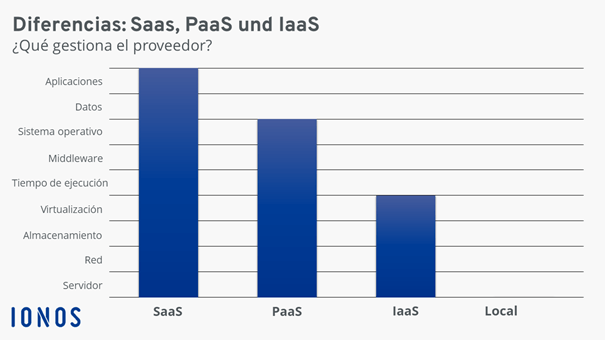 Diferencias: Saas, PaaS und IaaS
¿Qué gestiona el proveedor?
Aplicaciones
Datos
Sistema operativo
Middleware
Tiempo de ejecución
Virtualización
Almacenamiento
Red
Servidor
SaaS
PaaS
IaaS
Local
IONOS